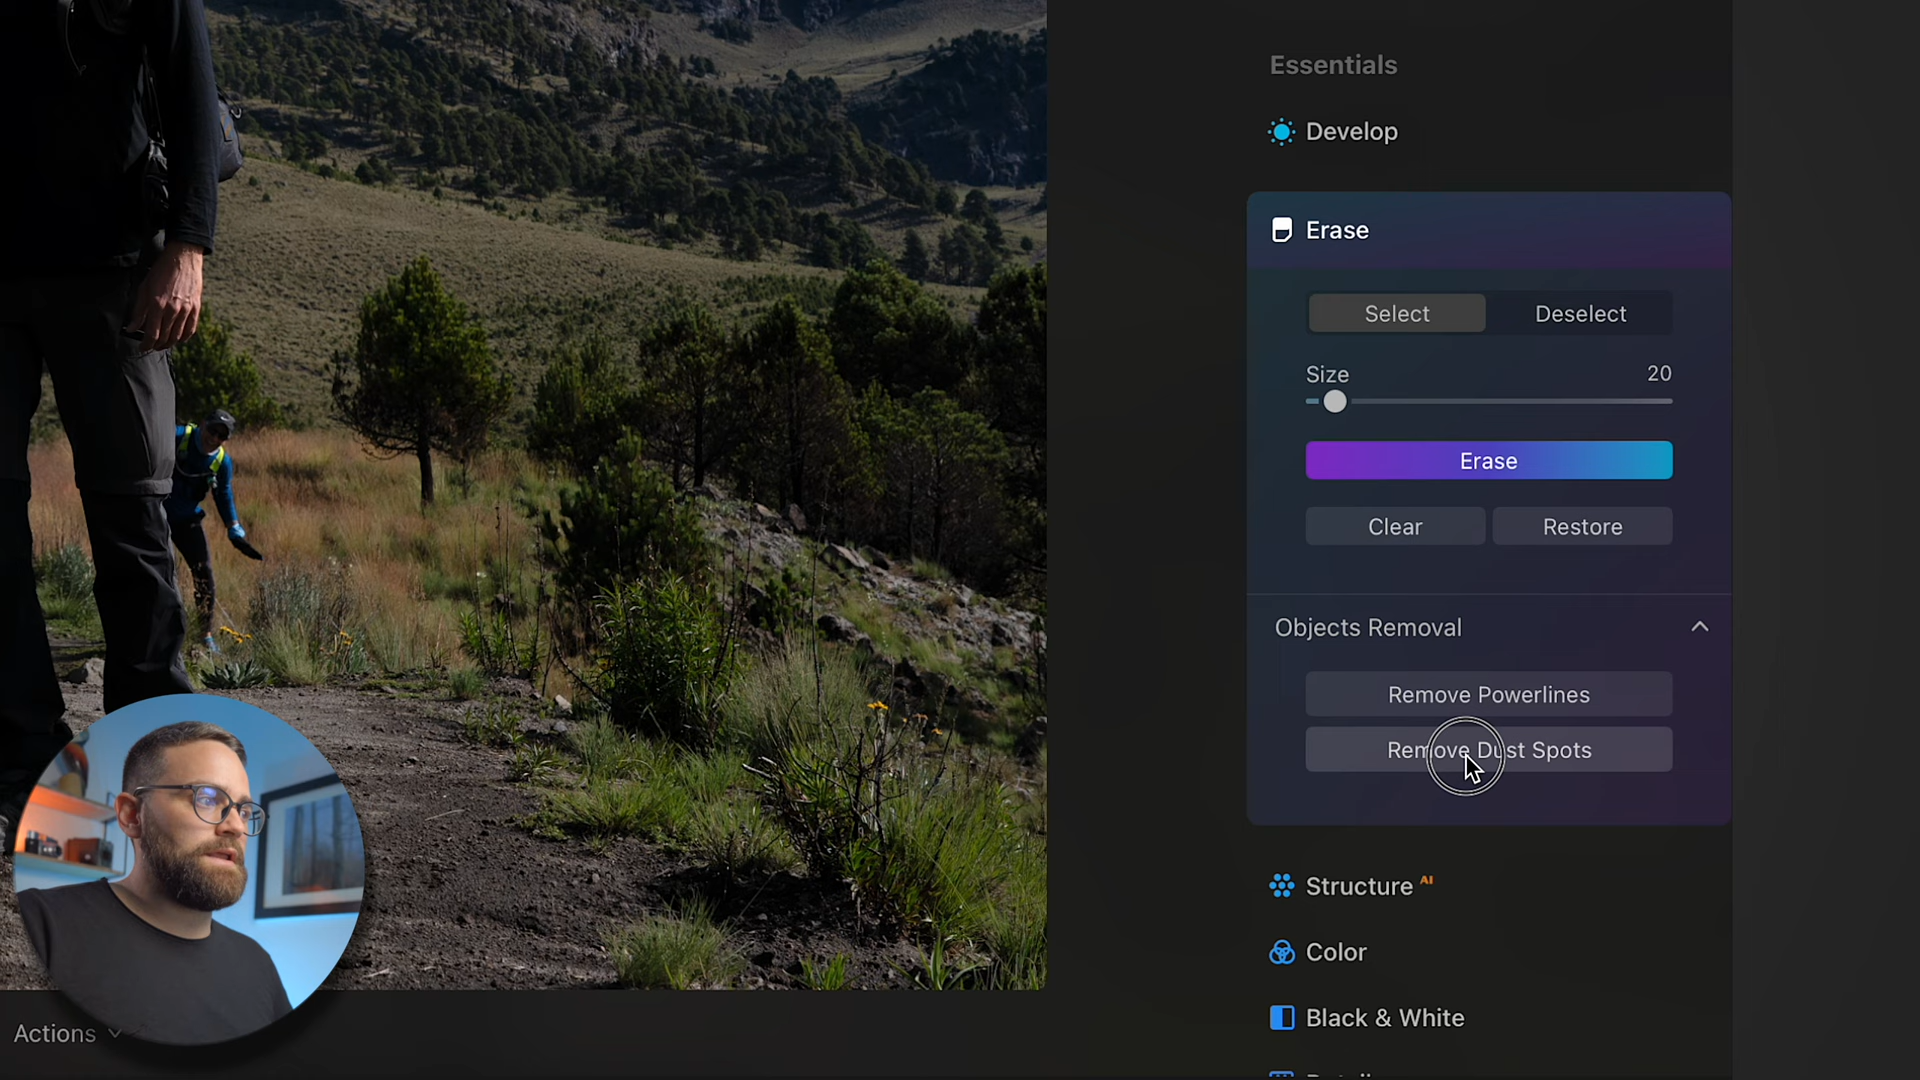 Essentials
Develop
Erase
Select
Deselect
Size
20
Erase
Clear
Restore
Objects Removal
Remove Powerlines
Remove Dust Spots
Structure AI
Color
Black & White
Actions